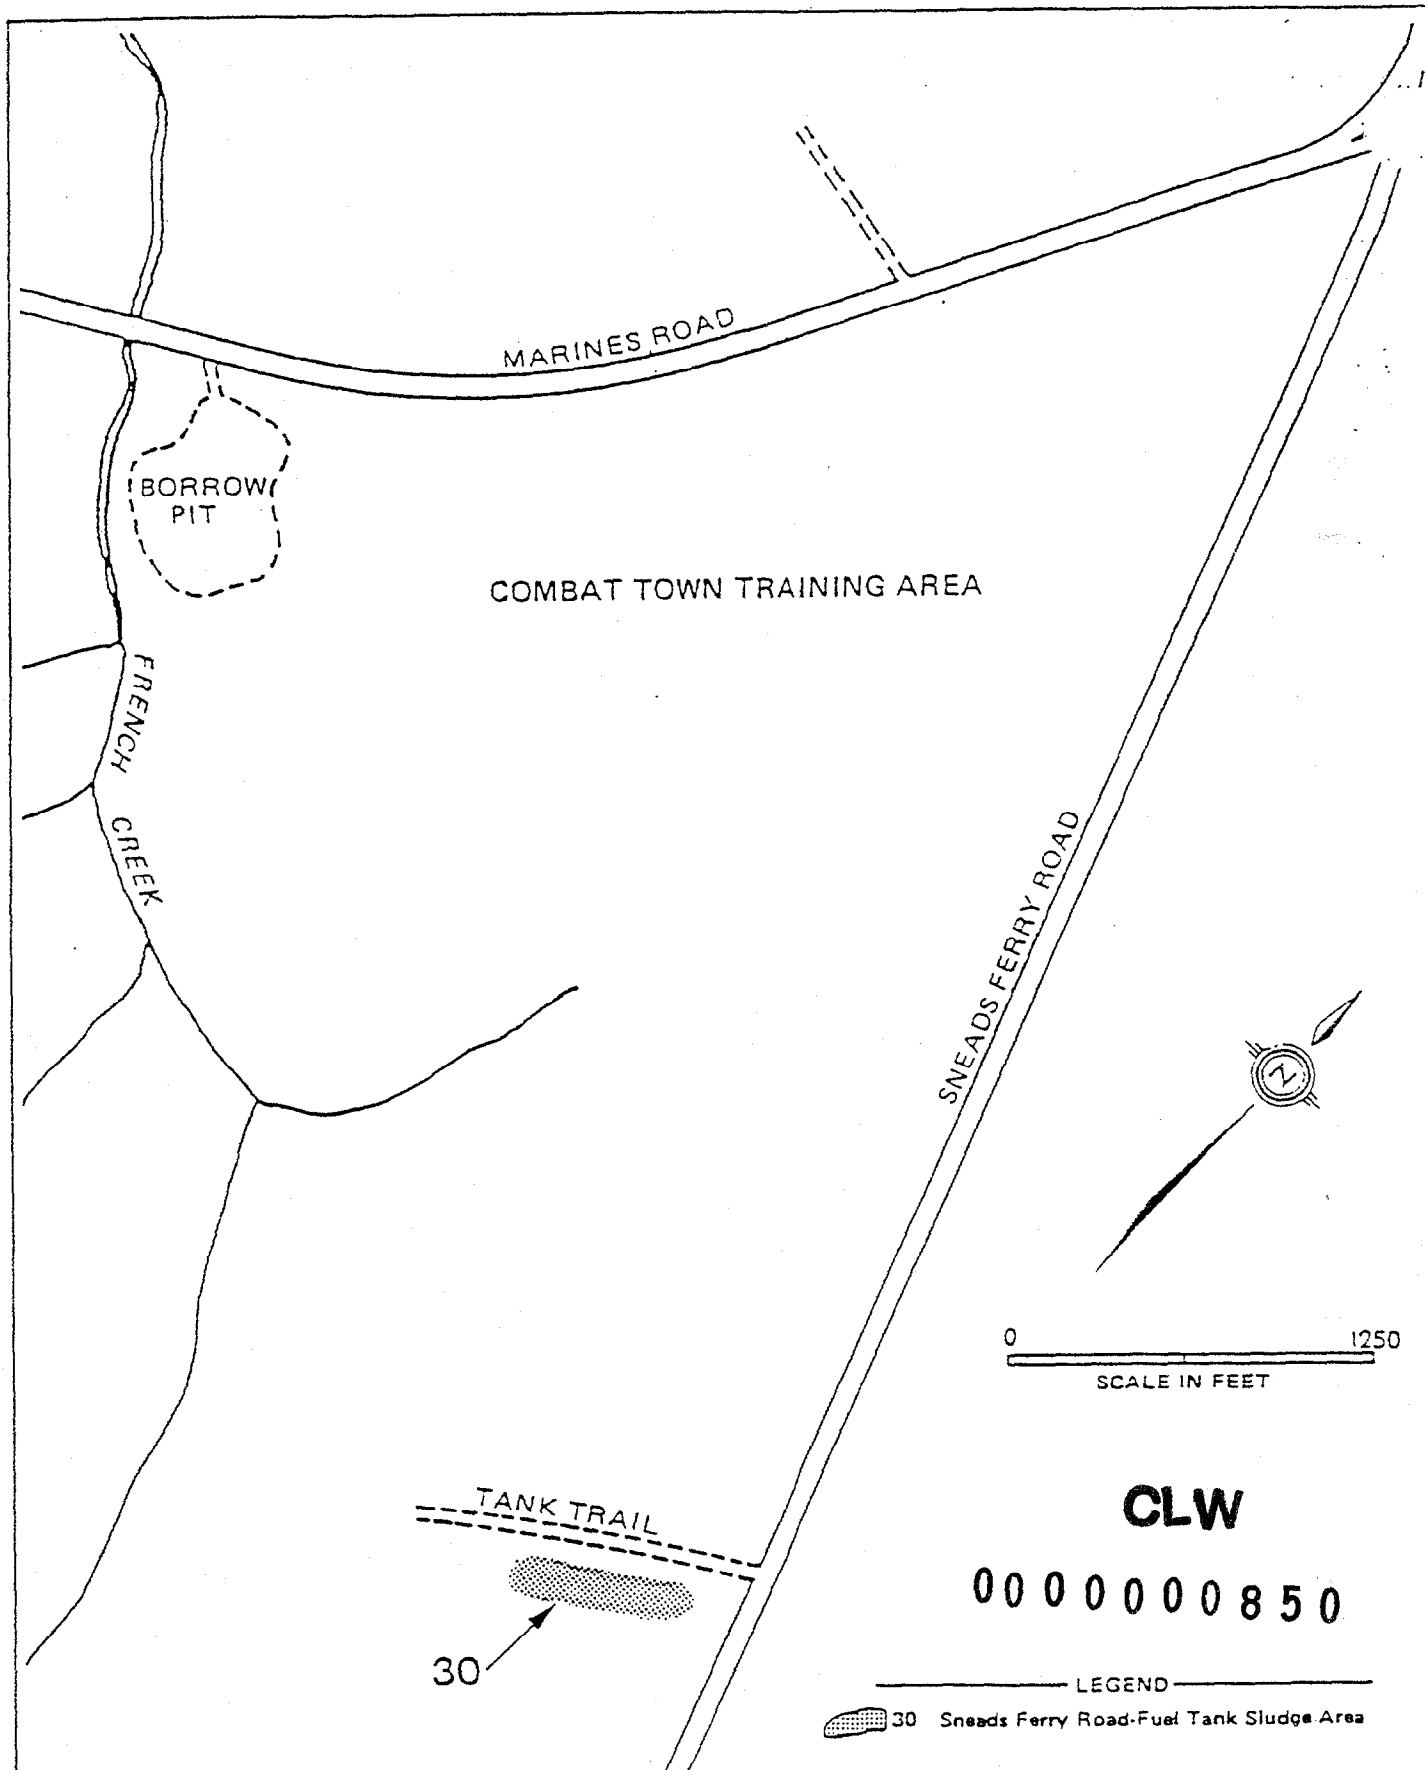 MARINES ROAD
BORROW
PIT
COMBAT TOWN TRAINING AREA
FRENCH CREEK
SNEADS FERRY ROAD
N
0 1250
SCALE IN FEET
TANK TRAIL
CLW
0000000850
30
LEGEND
30 Sneads Ferry Road-Fuel Tank Sludge Area